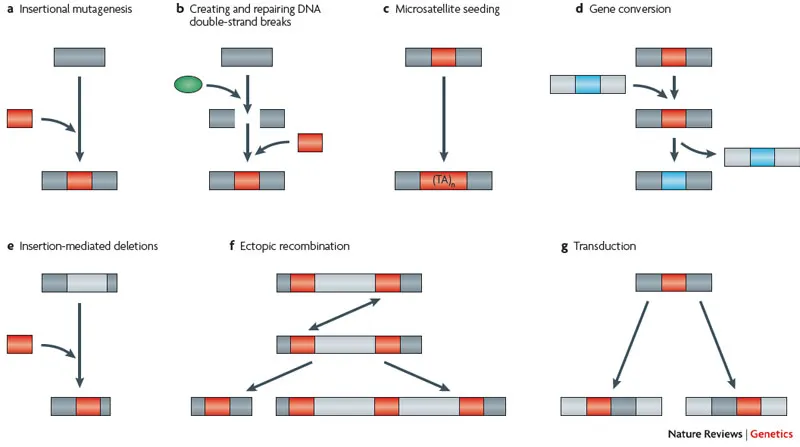 a Insertional mutagenesis
b Creating and repairing DNA
double-strand breaks
c Microsatellite seeding
d Gene conversion
(TA)n
e Insertion-mediated deletions
f Ectopic recombination
g Transduction
Nature Reviews | Genetics